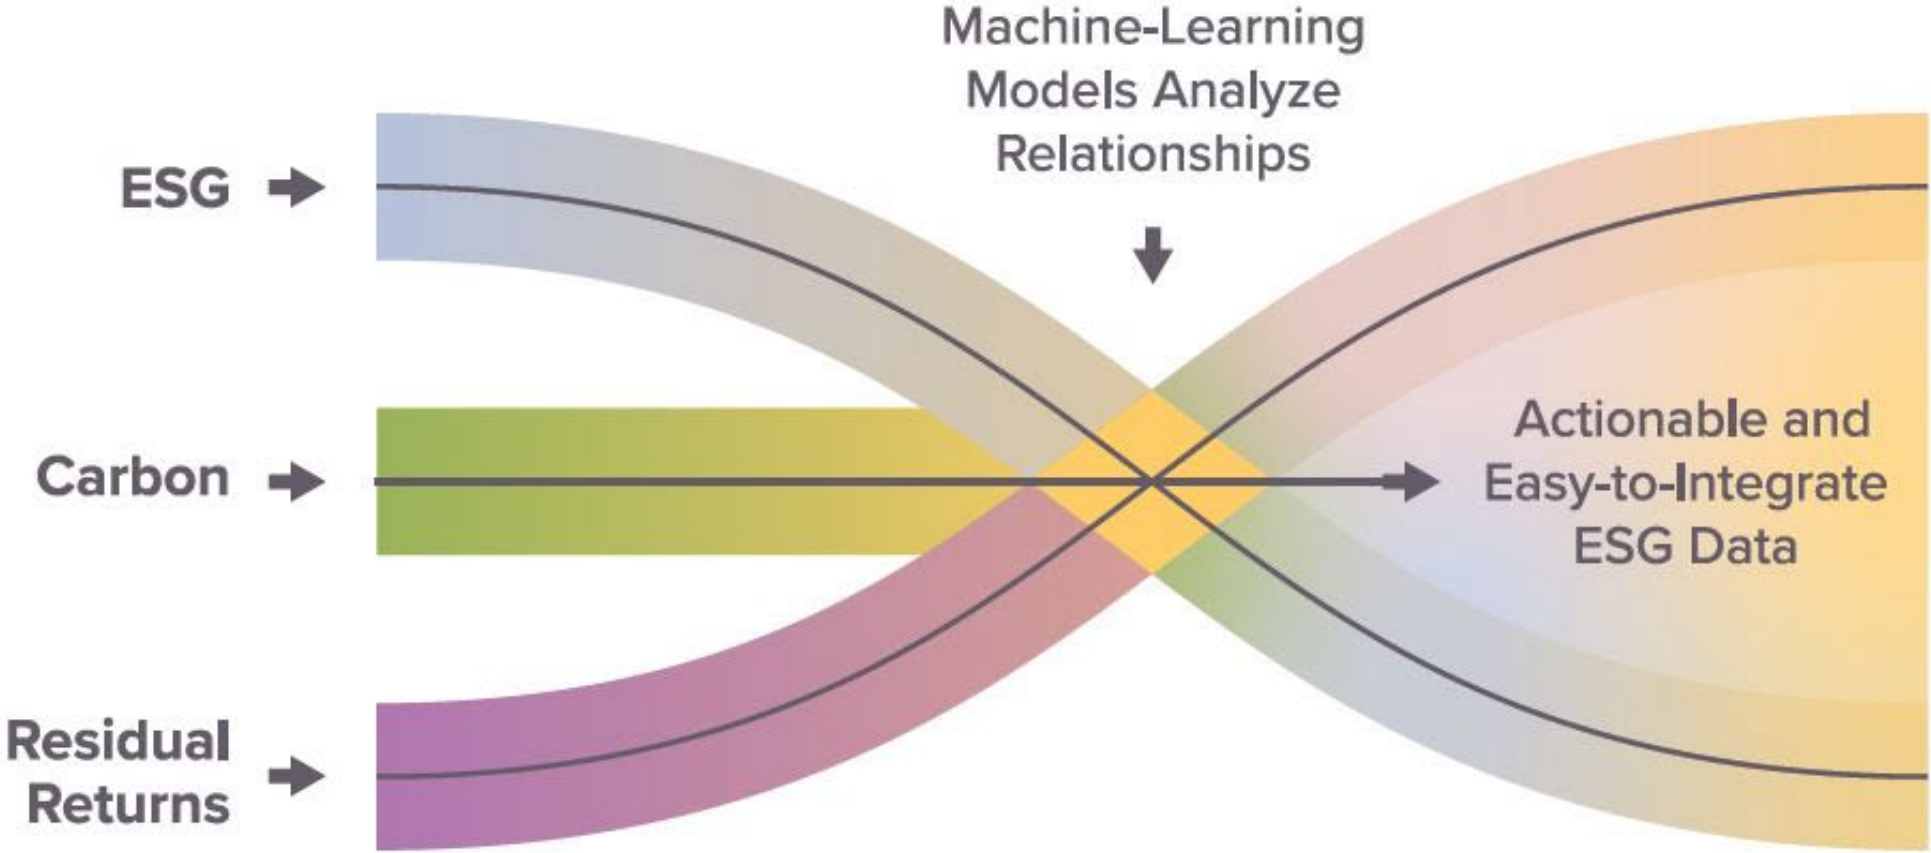 Machine-Learning
Models Analyze
Relationships
ESG
Carbon
Residual
Returns
Actionable and
Easy-to-Integrate
ESG Data